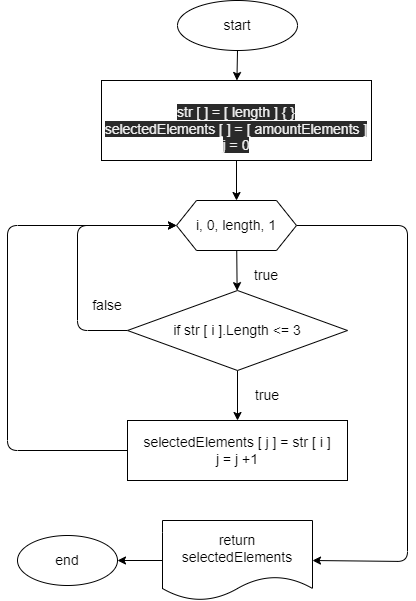 start
str [ ] = [ length ] { }
selectedElements [ ] = [ amountElements ]
j = 0
i, 0, length, 1
true
false
if str [ i ].Length <= 3
true
selectedElements [ j ] = str [ i ]
j = j +1
return
selectedElements
end